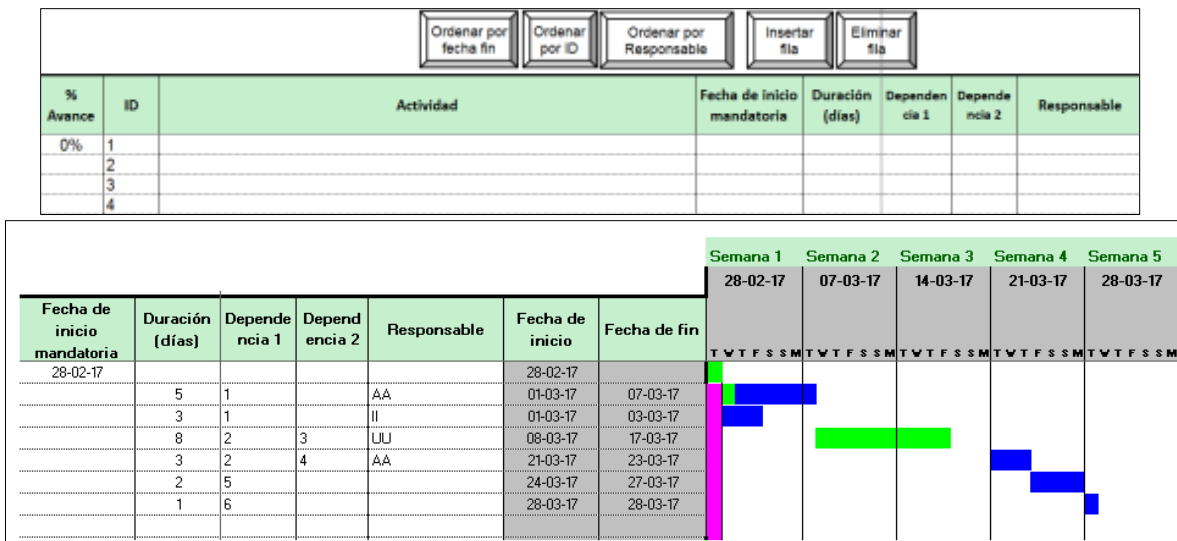 Ordenar por fecha fin
Ordenar por ID
Ordenar por Responsable
Insertar fila
Eliminar fila
% Avance ID Actividad Fecha de inicio mandatoria Duración (días) Dependencia 1 Dependencia 2 Responsable
0% 1
2
3
4
Semana 1 Semana 2 Semana 3 Semana 4 Semana 5
28-02-17 07-03-17 14-03-17 21-03-17 28-03-17
Fecha de inicio mandatoria Duración (días) Dependencia 1 Dependencia 2 Responsable Fecha de inicio Fecha de fin
T W T F S S M T W T F S S M T W T F S S M T W T F S S M T W T F S S M
28-02-17 28-02-17
5 1 AA 01-03-17 07-03-17
3 1 II 01-03-17 03-03-17
8 2 3 UU 08-03-17 17-03-17
3 2 4 AA 21-03-17 23-03-17
2 5 24-03-17 27-03-17
1 6 28-03-17 28-03-17